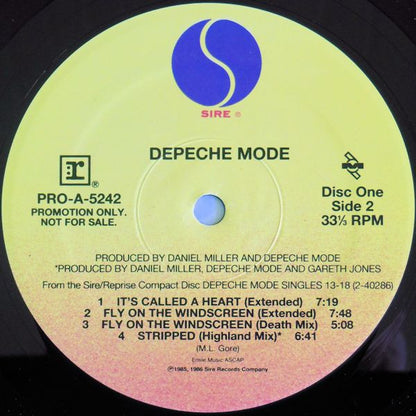 SIRE ®
DEPECHE MODE
r ®
PRO-A-5242
PROMOTION ONLY.
NOT FOR SALE.
Disc One
Side 2
33⅓ RPM
PRODUCED BY DANIEL MILLER AND DEPECHE MODE
*PRODUCED BY DANIEL MILLER, DEPECHE MODE AND GARETH JONES
From the Sire/Reprise Compact Disc DEPECHE MODE SINGLES 13-18 (2-40286)
1 IT'S CALLED A HEART (Extended) 7:19
2 FLY ON THE WINDSCREEN (Extended) 7:48
3 FLY ON THE WINDSCREEN (Death Mix) 5:08
4 STRIPPED (Highland Mix)* 6:41
(M.L. Gore)
Emile Music ASCAP
℗1985, 1986 Sire Records Company